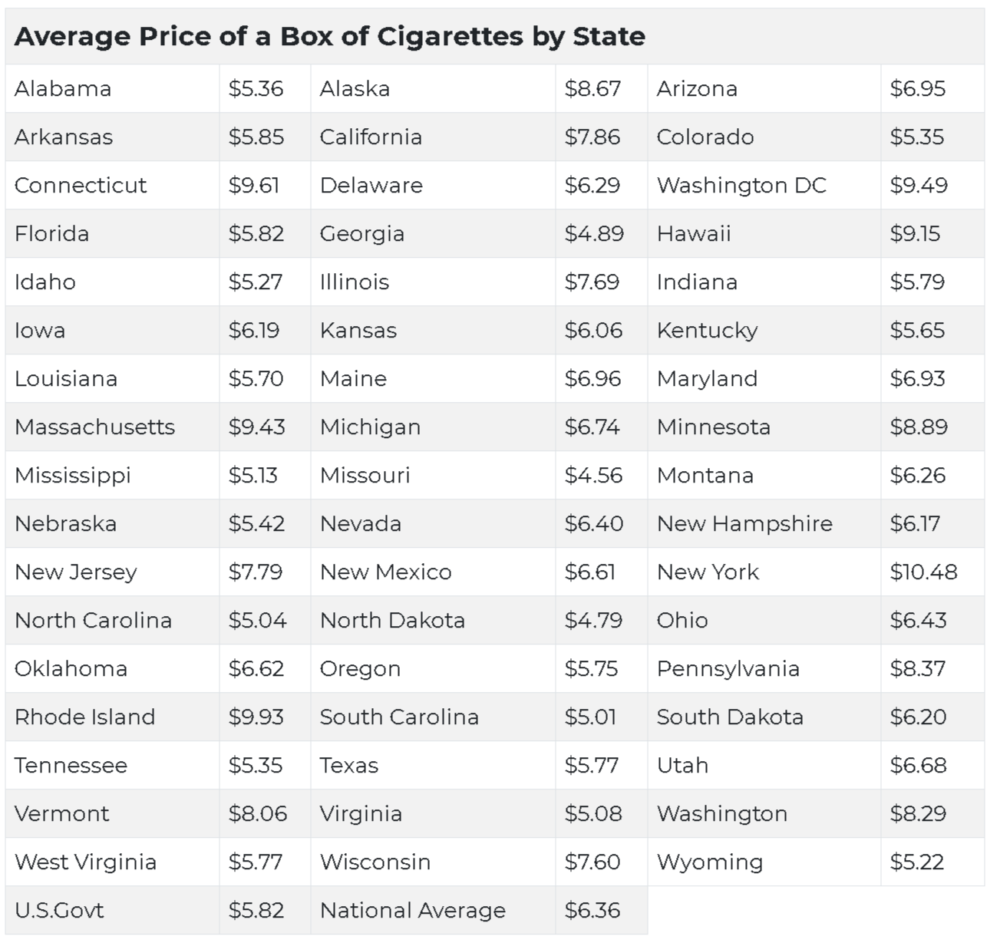 Average Price of a Box of Cigarettes by State
Alabama $5.36 Alaska $8.67 Arizona $6.95
Arkansas $5.85 California $7.86 Colorado $5.35
Connecticut $9.61 Delaware $6.29 Washington DC $9.49
Florida $5.82 Georgia $4.89 Hawaii $9.15
Idaho $5.27 Illinois $7.69 Indiana $5.79
Iowa $6.19 Kansas $6.06 Kentucky $5.65
Louisiana $5.70 Maine $6.96 Maryland $6.93
Massachusetts $9.43 Michigan $6.74 Minnesota $8.89
Mississippi $5.13 Missouri $4.56 Montana $6.26
Nebraska $5.42 Nevada $6.40 New Hampshire $6.17
New Jersey $7.79 New Mexico $6.61 New York $10.48
North Carolina $5.04 North Dakota $4.79 Ohio $6.43
Oklahoma $6.62 Oregon $5.75 Pennsylvania $8.37
Rhode Island $9.93 South Carolina $5.01 South Dakota $6.20
Tennessee $5.35 Texas $5.77 Utah $6.68
Vermont $8.06 Virginia $5.08 Washington $8.29
West Virginia $5.77 Wisconsin $7.60 Wyoming $5.22
U.S.Govt $5.82 National Average $6.36